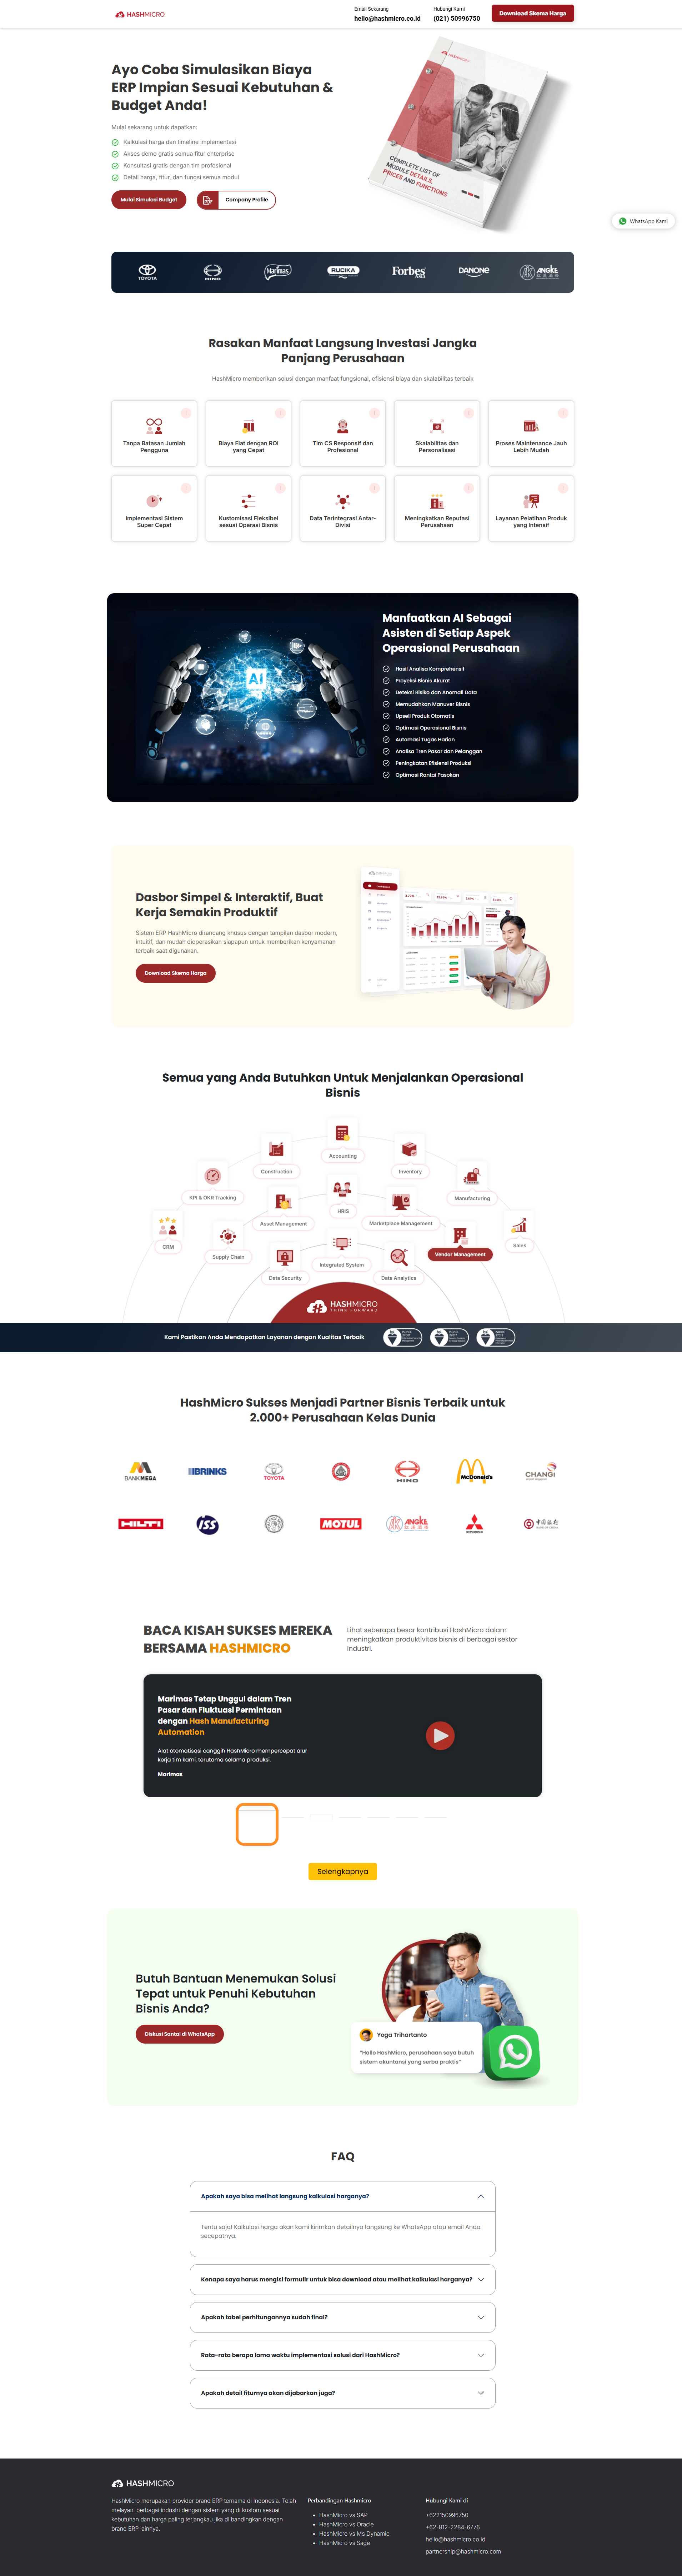 HASHMICRO
Email Sekarang
hello@hashmicro.co.id
Hubungi Kami
(021) 50996750
Download Skema Harga
Ayo Coba Simulasikan Biaya
ERP Impian Sesuai Kebutuhan &
Budget Anda!
Mulai sekarang untuk dapatkan:
Kalkulasi harga dan timeline implementasi
Akses demo gratis semua fitur enterprise
Konsultasi gratis dengan tim profesional
Detail harga, fitur, dan fungsi semua modul
Mulai Simulasi Budget
Company Profile
COMPLETE LIST OF
MODULE DETAILS,
PRICES AND FUNCTIONS
WhatsApp Kami
TOYOTA
HINO
Marimas
RUCIKA
Forbes
DANONE
ANGKE
Rasakan Manfaat Langsung Investasi Jangka
Panjang Perusahaan
HashMicro memberikan solusi dengan manfaat fungsional, efisiensi biaya dan skalabilitas terbaik
Tanpa Batasan Jumlah
Pengguna
Biaya Flat dengan ROI
yang Cepat
Tim CS Responsif dan
Profesional
Skalabilitas dan
Personalisasi
Proses Maintenance Jauh
Lebih Mudah
Implementasi Sistem
Super Cepat
Kustomisasi Fleksibel
sesuai Operasi Bisnis
Data Terintegrasi Antar-
Divisi
Meningkatkan Reputasi
Perusahaan
Layanan Pelatihan Produk
yang Intensif
AI
Manfaatkan AI Sebagai
Asisten di Setiap Aspek
Operasional Perusahaan
Hasil Analisa Komprehensif
Proyeksi Bisnis Akurat
Deteksi Risiko dan Anomali Data
Memudahkan Manuver Bisnis
Upsell Produk Otomatis
Optimasi Operasional Bisnis
Automasi Tugas Harian
Analisa Tren Pasar dan Pelanggan
Peningkatan Efisiensi Produksi
Optimasi Rantai Pasokan
Dasbor Simpel & Interaktif, Buat
Kerja Semakin Produktif
Sistem ERP HashMicro dirancang khusus dengan tampilan dasbor modern,
intuitif, dan mudah dioperasikan siapapun untuk memberikan kenyamanan
terbaik saat digunakan.
Download Skema Harga
Semua yang Anda Butuhkan Untuk Menjalankan Operasional
Bisnis
Accounting
Construction
Inventory
KPI & OKR Tracking
Manufacturing
HRIS
Asset Management
Marketplace Management
CRM
Sales
Supply Chain
Vendor Management
Integrated System
Data Security
Data Analytics
HASHMICRO
THINK FORWARD
Kami Pastikan Anda Mendapatkan Layanan dengan Kualitas Terbaik
HashMicro Sukses Menjadi Partner Bisnis Terbaik untuk
2.000+ Perusahaan Kelas Dunia
BANKMEGA
BRINKS
TOYOTA
HINO
McDonald's
CHANGI
HILTI
ISS
MOTUL
ANGKE
MITSUBISHI
中国銀行
BANK OF CHINA
BACA KISAH SUKSES MEREKA
BERSAMA HASHMICRO
Lihat seberapa besar kontribusi HashMicro dalam
meningkatkan produktivitas bisnis di berbagai sektor
industri.
Marimas Tetap Unggul dalam Tren
Pasar dan Fluktuasi Permintaan
dengan Hash Manufacturing
Automation
Alat otomatisasi canggih HashMicro mempercepat alur
kerja tim kami, terutama selama produksi.
Marimas
Selengkapnya
Butuh Bantuan Menemukan Solusi
Tepat untuk Penuhi Kebutuhan
Bisnis Anda?
Diskusi Santai di WhatsApp
Yoga Trihartanto
"Hallo HashMicro, perusahaan saya butuh
sistem akuntansi yang serba praktis"
FAQ
Apakah saya bisa melihat langsung kalkulasi harganya?
Tentu saja! Kalkulasi harga akan kami kirimkan detailnya langsung ke WhatsApp atau email Anda
secepatnya.
Kenapa saya harus mengisi formulir untuk bisa download atau melihat kalkulasi harganya?
Apakah tabel perhitungannya sudah final?
Rata-rata berapa lama waktu implementasi solusi dari HashMicro?
Apakah detail fiturnya akan dijabarkan juga?
HASHMICRO
HashMicro merupakan provider brand ERP ternama di Indonesia. Telah
melayani berbagai industri dengan sistem yang di kustom sesuai
kebutuhan dan harga paling terjangkau jika di bandingkan dengan
brand ERP lainnya.
Perbandingan Hashmicro
HashMicro vs SAP
HashMicro vs Oracle
HashMicro vs Ms Dynamic
HashMicro vs Sage
Hubungi Kami di
+622150996750
+62-812-2284-6776
hello@hashmicro.co.id
partnership@hashmicro.com